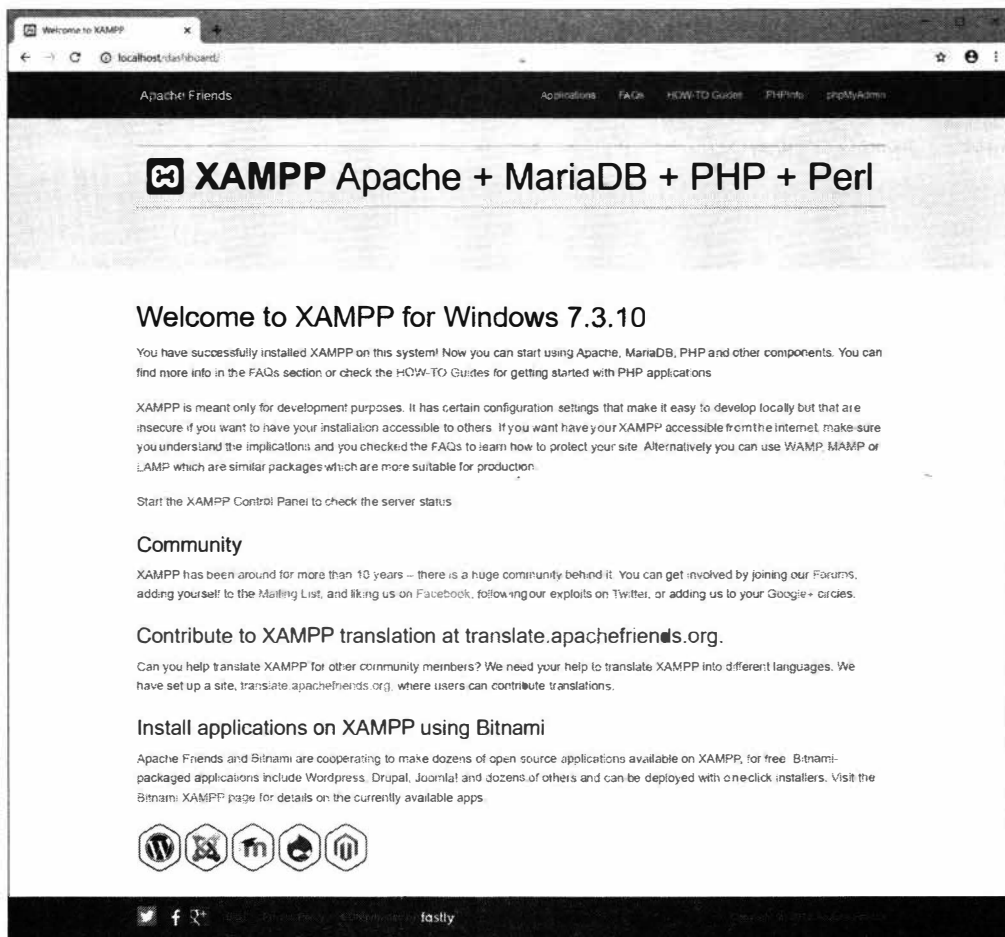 Welcome to XAMPP
localhost/dashboard/
Apache Friends
Applications FAQs HOW-TO Guides PHPInfo phpMyAdmin
XAMPP Apache + MariaDB + PHP + Perl
Welcome to XAMPP for Windows 7.3.10
You have successfully installed XAMPP on this system! Now you can start using Apache, MariaDB, PHP and other components. You can
find more info in the FAQs section or check the HOW-TO Guides for getting started with PHP applications
XAMPP is meant only for development purposes. It has certain configuration settings that make it easy to develop locally but that are
insecure if you want to have your installation accessible to others. If you want have your XAMPP accessible from the internet, make sure
you understand the implications and you checked the FAQs to learn how to protect your site. Alternatively you can use WAMP, MAMP or
LAMP which are similar packages which are more suitable for production.
Start the XAMPP Control Panel to check the server status
Community
XAMPP has been around for more than 10 years – there is a huge community behind it. You can get involved by joining our Forums,
adding yourself to the Mailing List, and liking us on Facebook, following our exploits on Twitter, or adding us to your Google+ circles.
Contribute to XAMPP translation at translate.apachefriends.org.
Can you help translate XAMPP for other community members? We need your help to translate XAMPP into different languages. We
have set up a site, translate.apachefriends.org, where users can contribute translations.
Install applications on XAMPP using Bitnami
Apache Friends and Bitnami are cooperating to make dozens of open source applications available on XAMPP, for free. Bitnami-
packaged applications include Wordpress, Drupal, Joomla! and dozens of others and can be deployed with one-click installers. Visit the
Bitnami XAMPP page for details on the currently available apps.
fastly